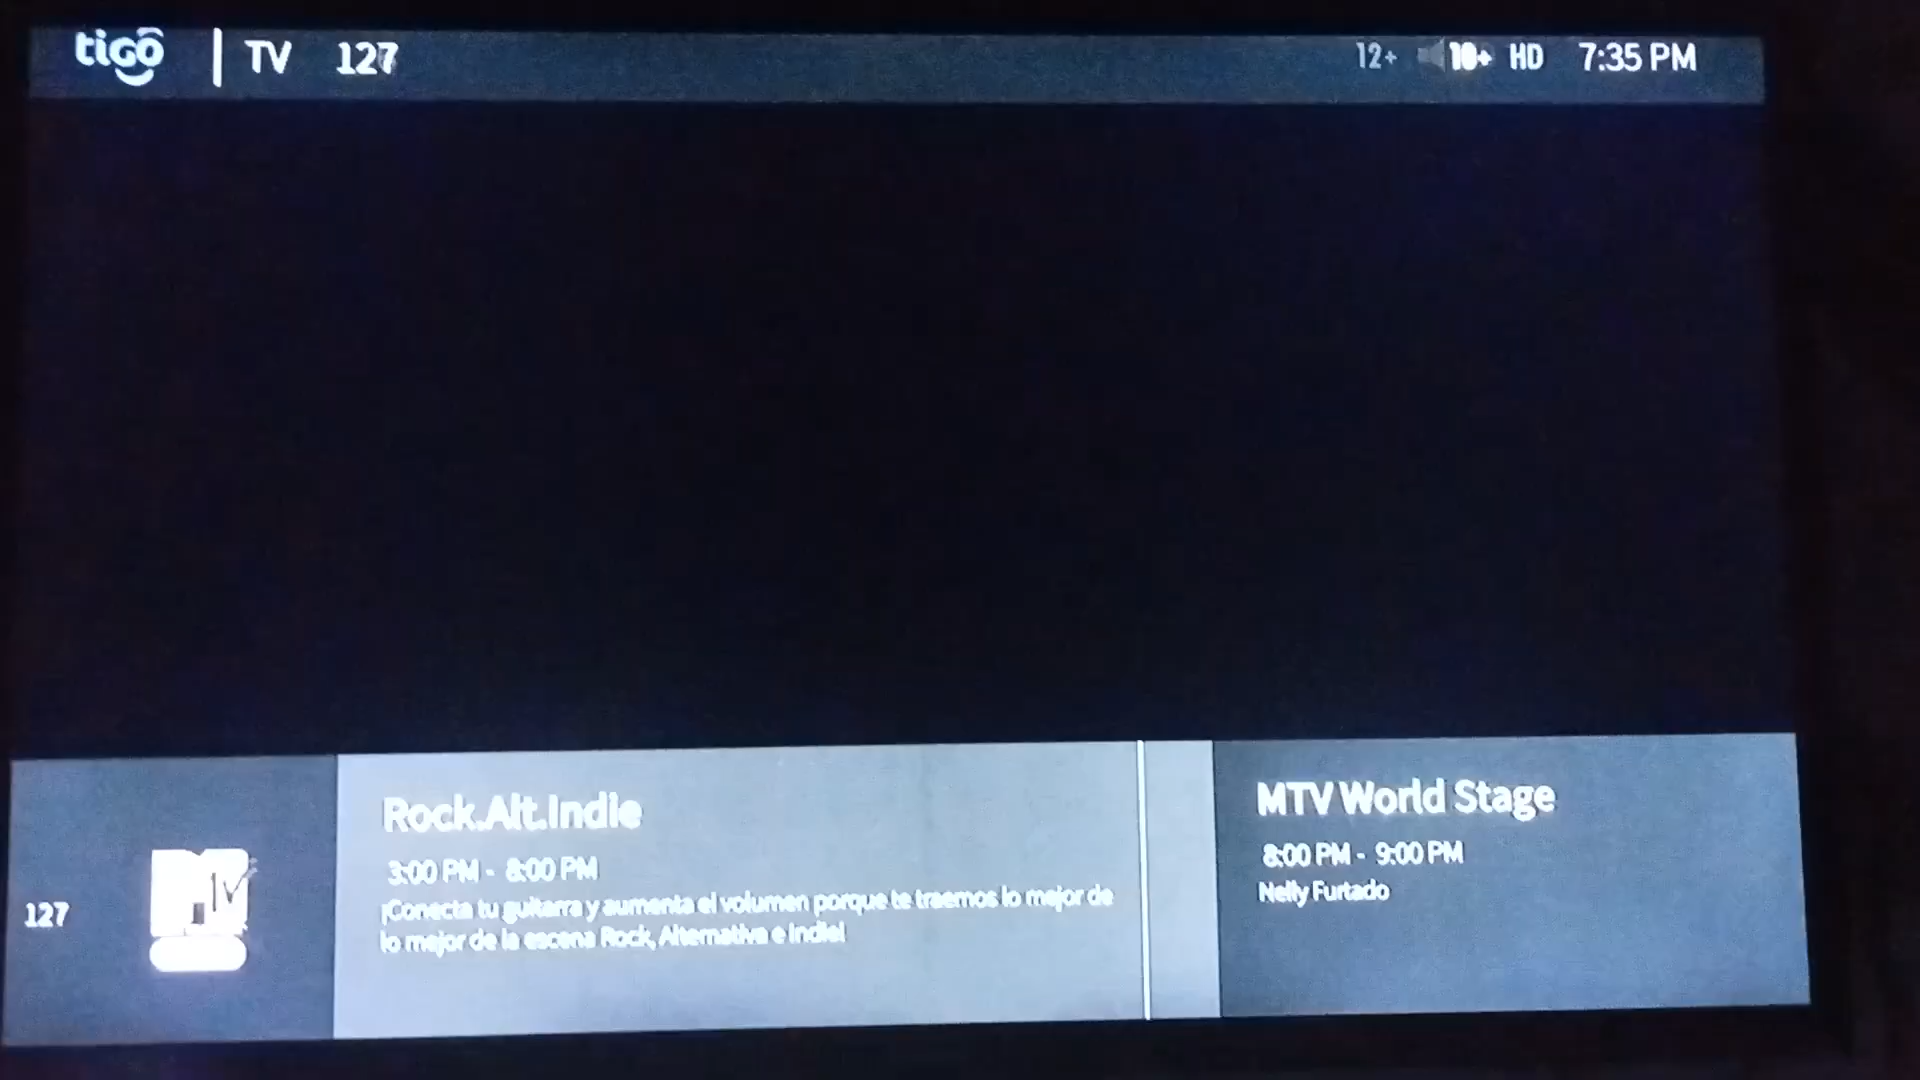 tigo TV 127 12+ 10+ HD 7:35 PM
127
MTV
Rock.Alt.Indie
3:00 PM - 8:00 PM
¡Conecta tu guitarra y aumenta el volumen porque te traemos lo mejor de
lo mejor de la escena Rock, Alternativa e Indie!
MTV World Stage
8:00 PM - 9:00 PM
Nelly Furtado